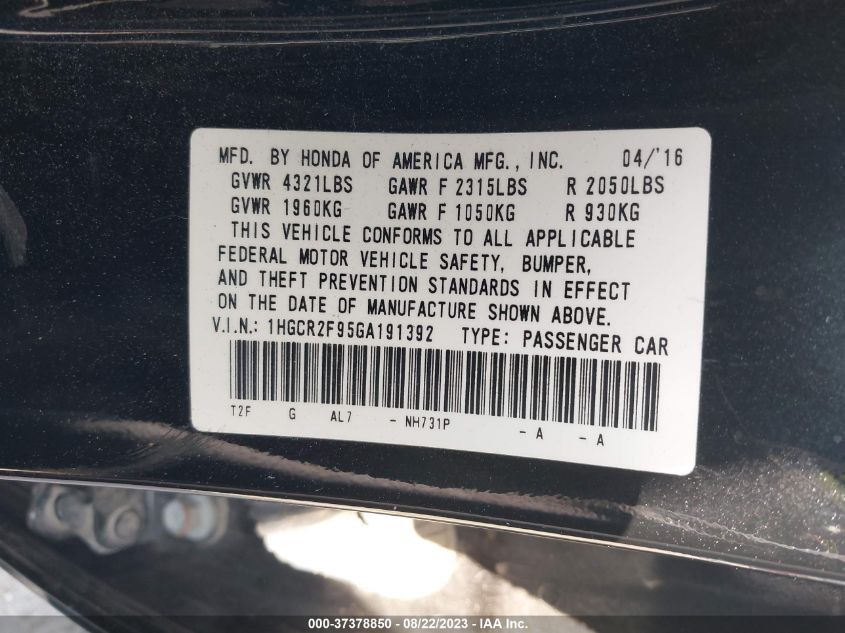 MFD. BY HONDA OF AMERICA MFG., INC. 04/'16
GVWR 4321LBS GAWR F 2315LBS R 2050LBS
GVWR 1960KG GAWR F 1050KG R 930KG
THIS VEHICLE CONFORMS TO ALL APPLICABLE
FEDERAL MOTOR VEHICLE SAFETY, BUMPER,
AND THEFT PREVENTION STANDARDS IN EFFECT
ON THE DATE OF MANUFACTURE SHOWN ABOVE.
V.I.N.: 1HGCR2F95GA191392 TYPE: PASSENGER CAR
T2F G AL7 - NH731P - A - A
000-37378850 - 08/22/2023 - IAA Inc.